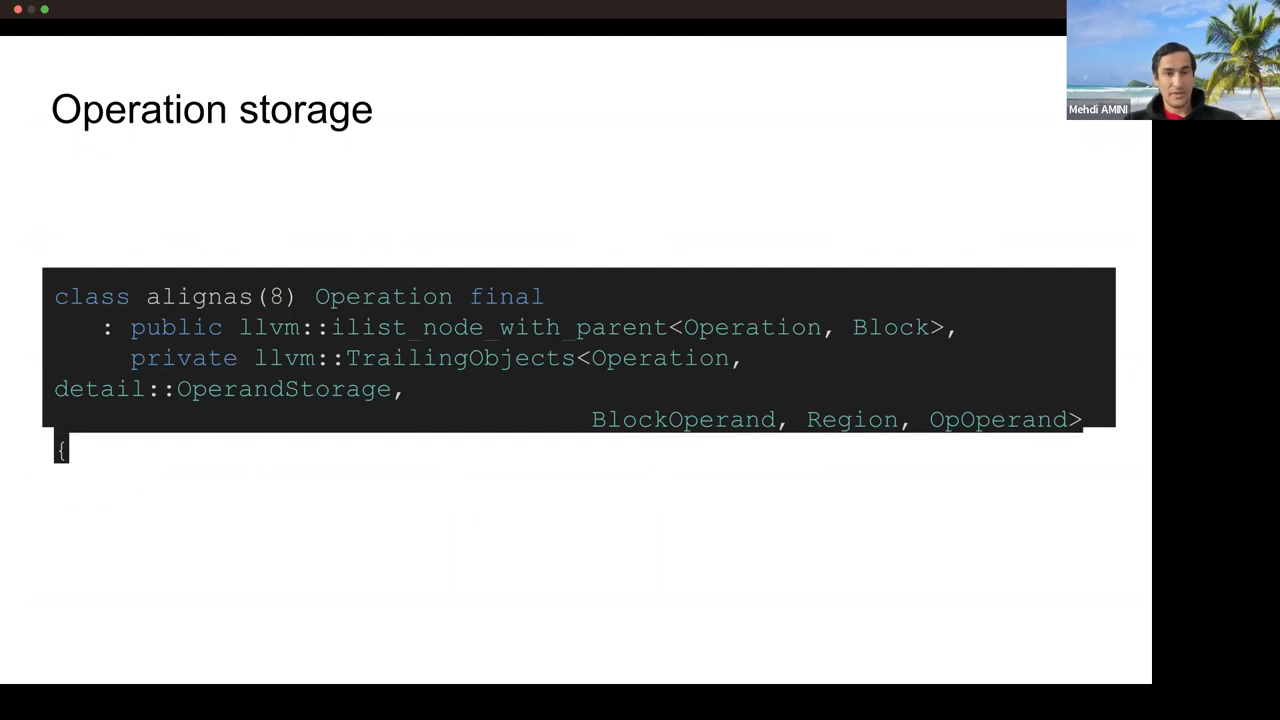 Operation storage
Mehdi AMINI
class alignas(8) Operation final
: public llvm::ilist_node_with_parent<Operation, Block>,
private llvm::TrailingObjects<Operation,
detail::OperandStorage,
BlockOperand, Region, OpOperand>
{